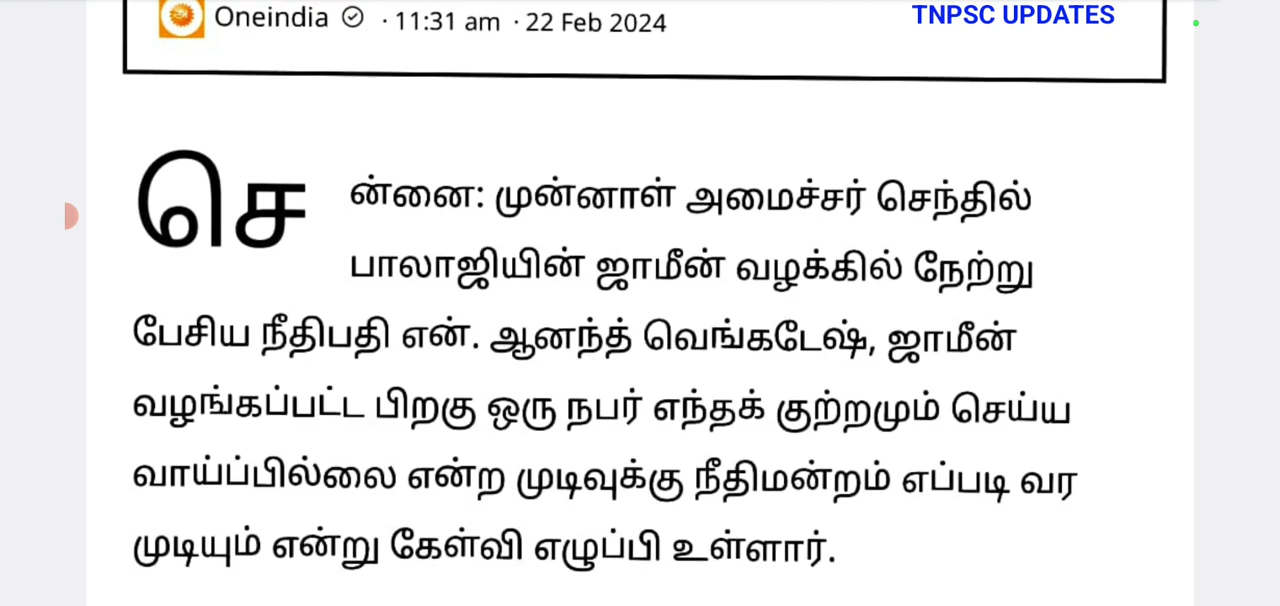 Oneindia · 11:31 am · 22 Feb 2024
TNPSC UPDATES
சென்னை: முன்னாள் அமைச்சர் செந்தில்
பாலாஜியின் ஜாமீன் வழக்கில் நேற்று
பேசிய நீதிபதி என். ஆனந்த் வெங்கடேஷ், ஜாமீன்
வழங்கப்பட்ட பிறகு ஒரு நபர் எந்தக் குற்றமும் செய்ய
வாய்ப்பில்லை என்ற முடிவுக்கு நீதிமன்றம் எப்படி வர
முடியும் என்று கேள்வி எழுப்பி உள்ளார்.